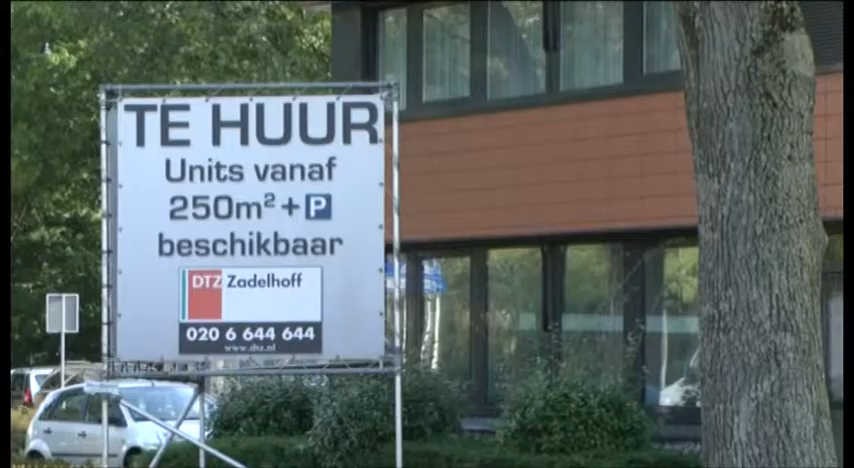 TE HUUR
Units vanaf
250m² + P
beschikbaar
DTZ Zadelhoff
020 6 644 644
www.dtz.nl